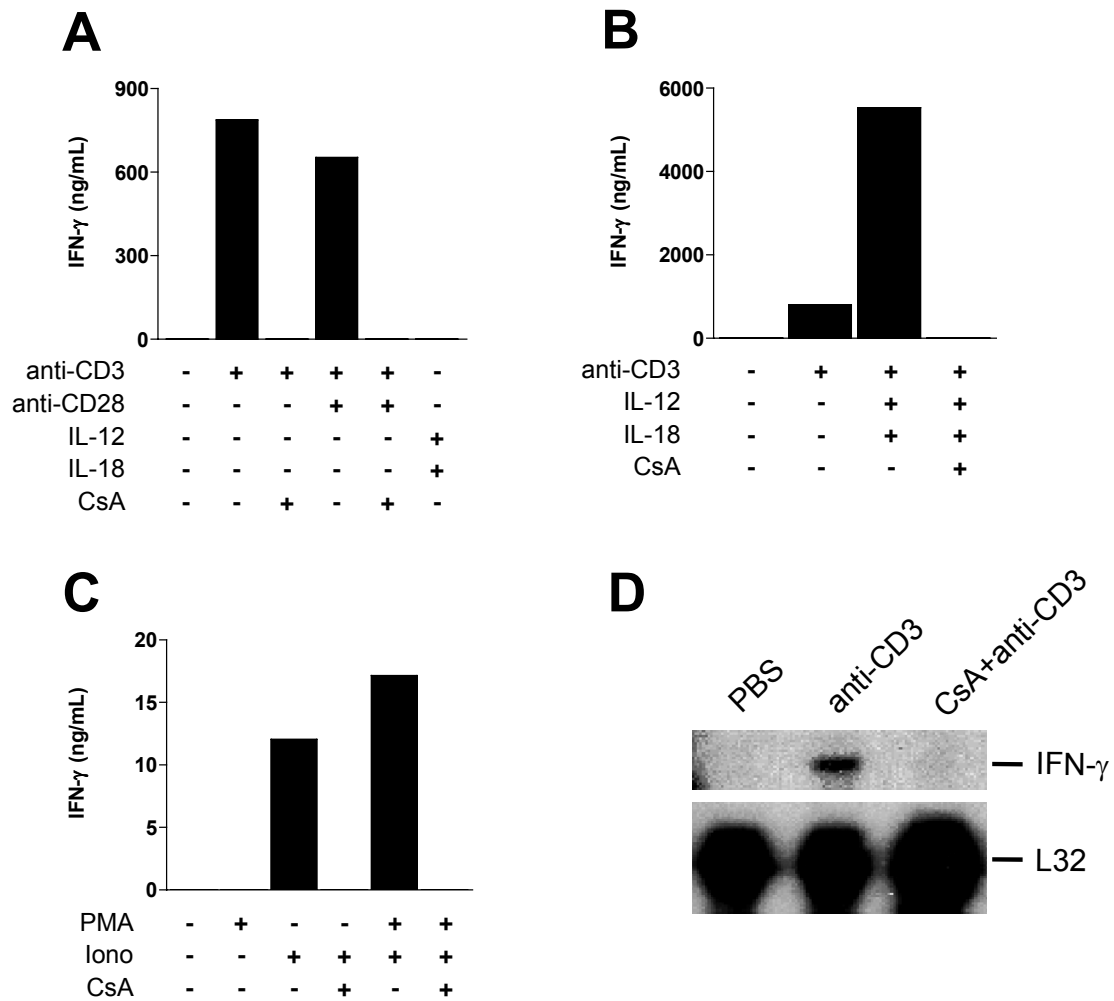 A
IFN-γ (ng/mL)
900
600
300
0
anti-CD3 - + + + + -
anti-CD28 - - - + + -
IL-12 - - - - - +
IL-18 - - - - - +
CsA - - + - + -
B
IFN-γ (ng/mL)
6000
4000
2000
0
anti-CD3 - + + +
IL-12 - - + +
IL-18 - - + +
CsA - - - +
C
IFN-γ (ng/mL)
20
15
10
5
0
PMA - + - - + +
Iono - - + + + +
CsA - - - + - +
D
PBS
anti-CD3
CsA+anti-CD3
IFN-γ
L32